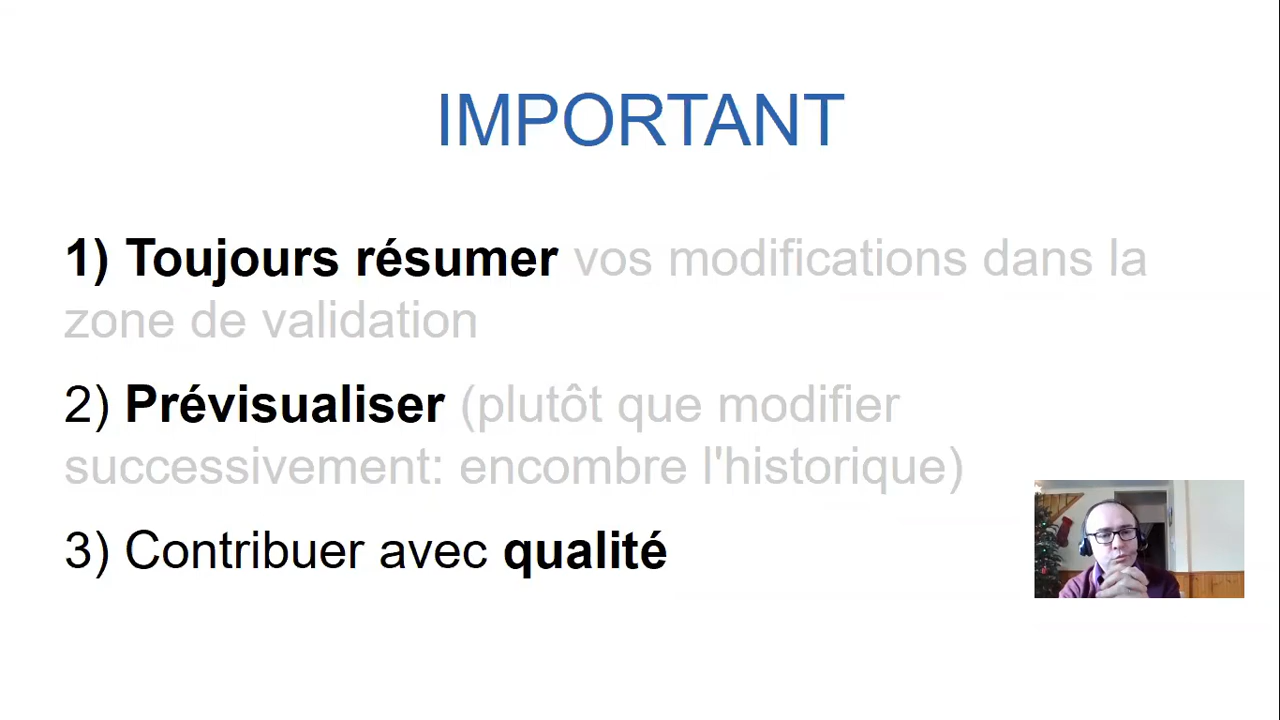 IMPORTANT
1) Toujours résumer vos modifications dans la
zone de validation
2) Prévisualiser (plutôt que modifier
successivement: encombre l'historique)
3) Contribuer avec qualité